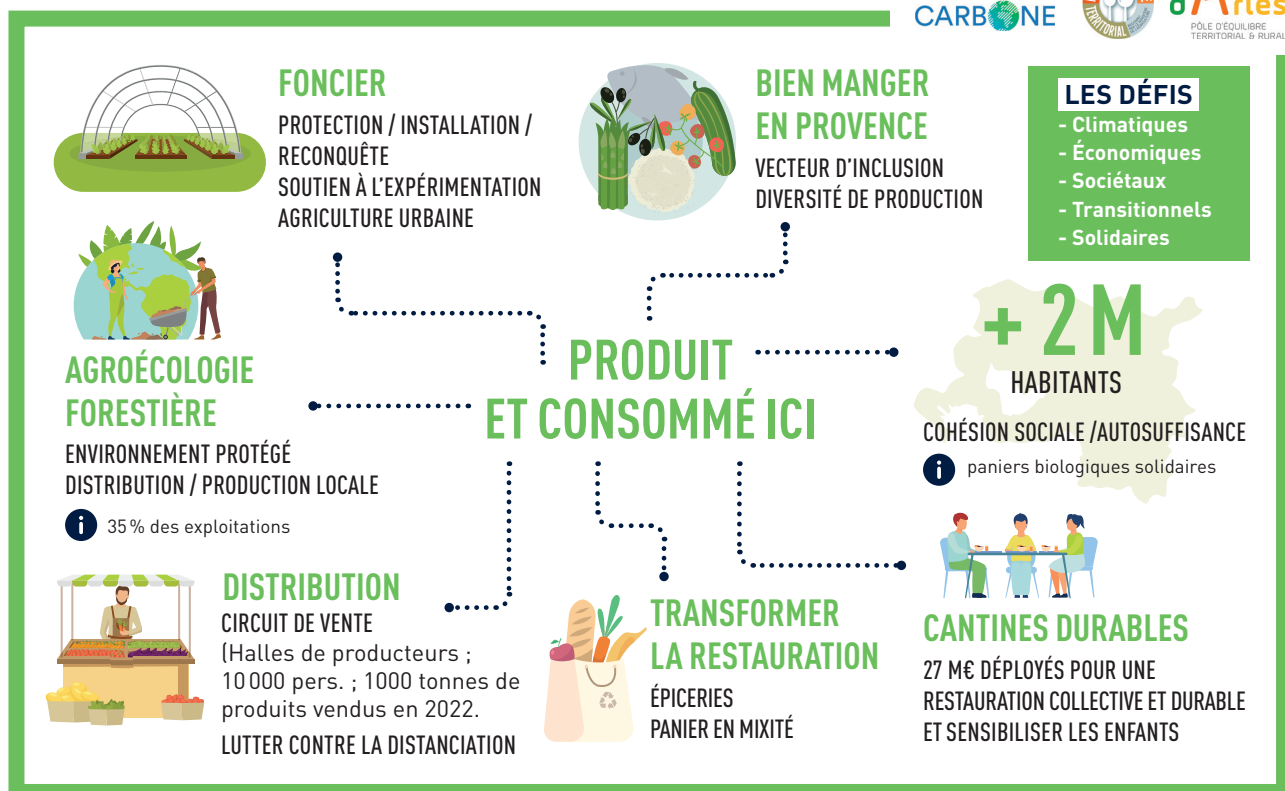 CARBONE
TERRITORIAL
d'Arles
PÔLE D'ÉQUILIBRE
TERRITORIAL & RURAL
FONCIER
PROTECTION / INSTALLATION /
RECONQUÊTE
SOUTIEN À L'EXPÉRIMENTATION
AGRICULTURE URBAINE
BIEN MANGER
EN PROVENCE
VECTEUR D'INCLUSION
DIVERSITÉ DE PRODUCTION
LES DÉFIS
- Climatiques
- Économiques
- Sociétaux
- Transitionnels
- Solidaires
AGROÉCOLOGIE
FORESTIÈRE
ENVIRONNEMENT PROTÉGÉ
DISTRIBUTION / PRODUCTION LOCALE
i 35 % des exploitations
PRODUIT
ET CONSOMMÉ ICI
+ 2 M
HABITANTS
COHÉSION SOCIALE /AUTOSUFFISANCE
i paniers biologiques solidaires
DISTRIBUTION
CIRCUIT DE VENTE
(Halles de producteurs ;
10 000 pers. ; 1000 tonnes de
produits vendus en 2022.
LUTTER CONTRE LA DISTANCIATION
TRANSFORMER
LA RESTAURATION
ÉPICERIES
PANIER EN MIXITÉ
CANTINES DURABLES
27 M€ DÉPLOYÉS POUR UNE
RESTAURATION COLLECTIVE ET DURABLE
ET SENSIBILISER LES ENFANTS